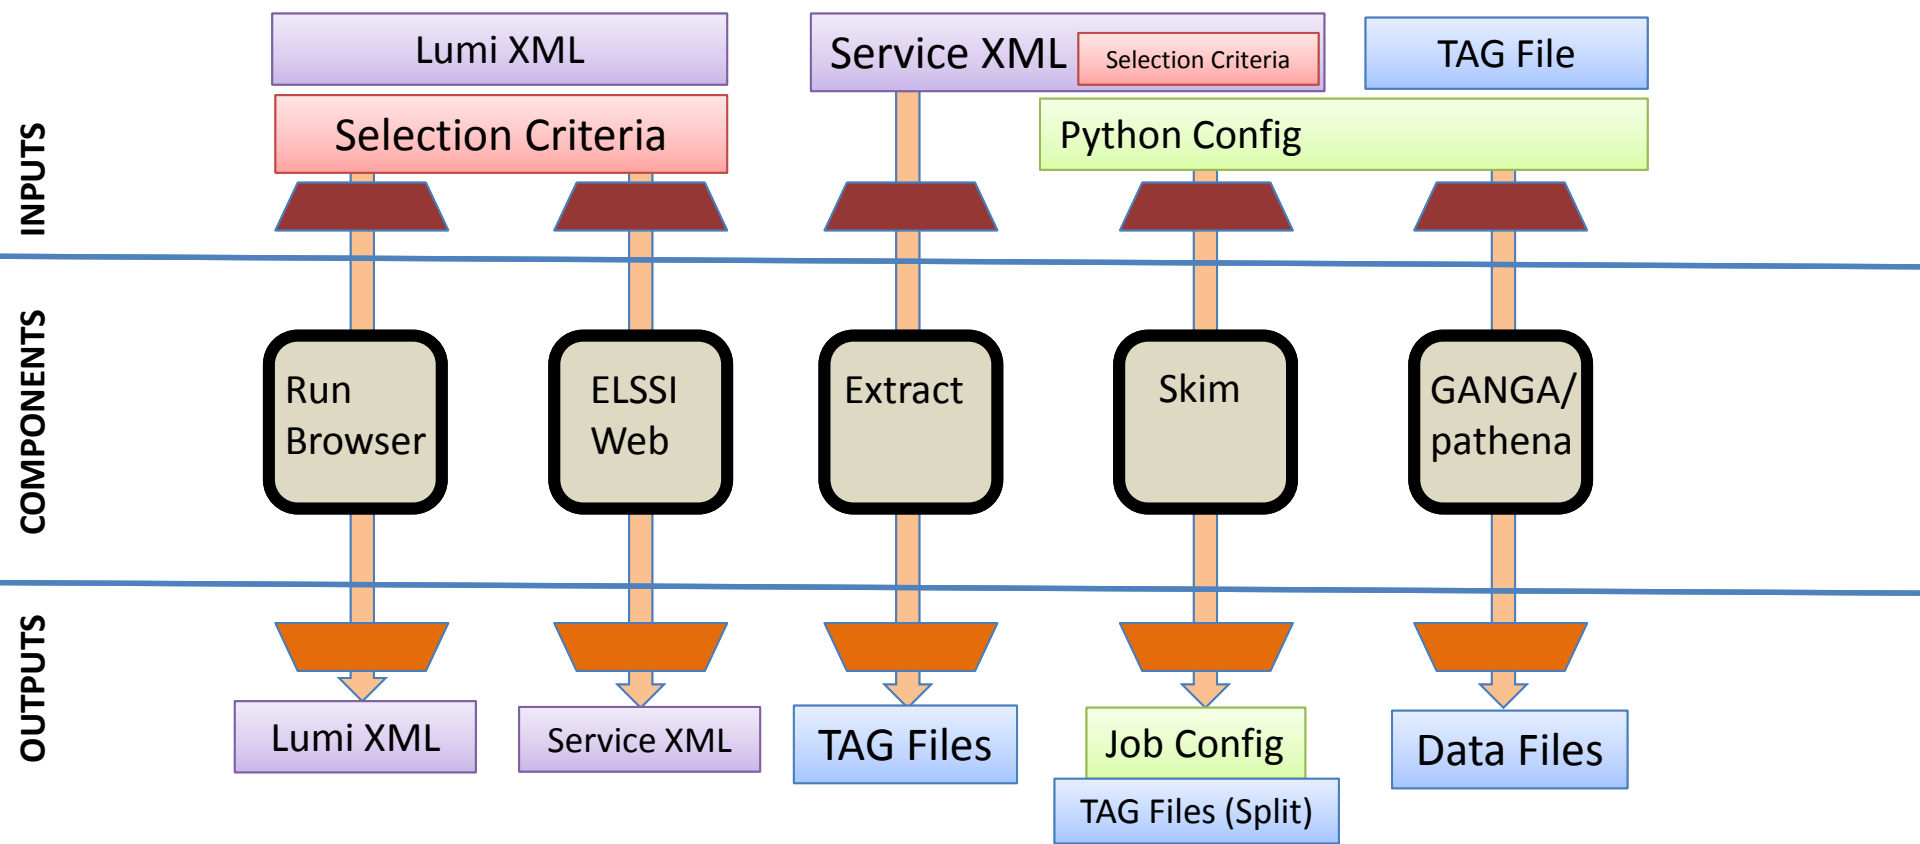 INPUTS
Lumi XML
Selection Criteria
Service XML
Selection Criteria
TAG File
Python Config
COMPONENTS
Run
Browser
ELSSI
Web
Extract
Skim
GANGA/
pathena
OUTPUTS
Lumi XML
Service XML
TAG Files
Job Config
TAG Files (Split)
Data Files